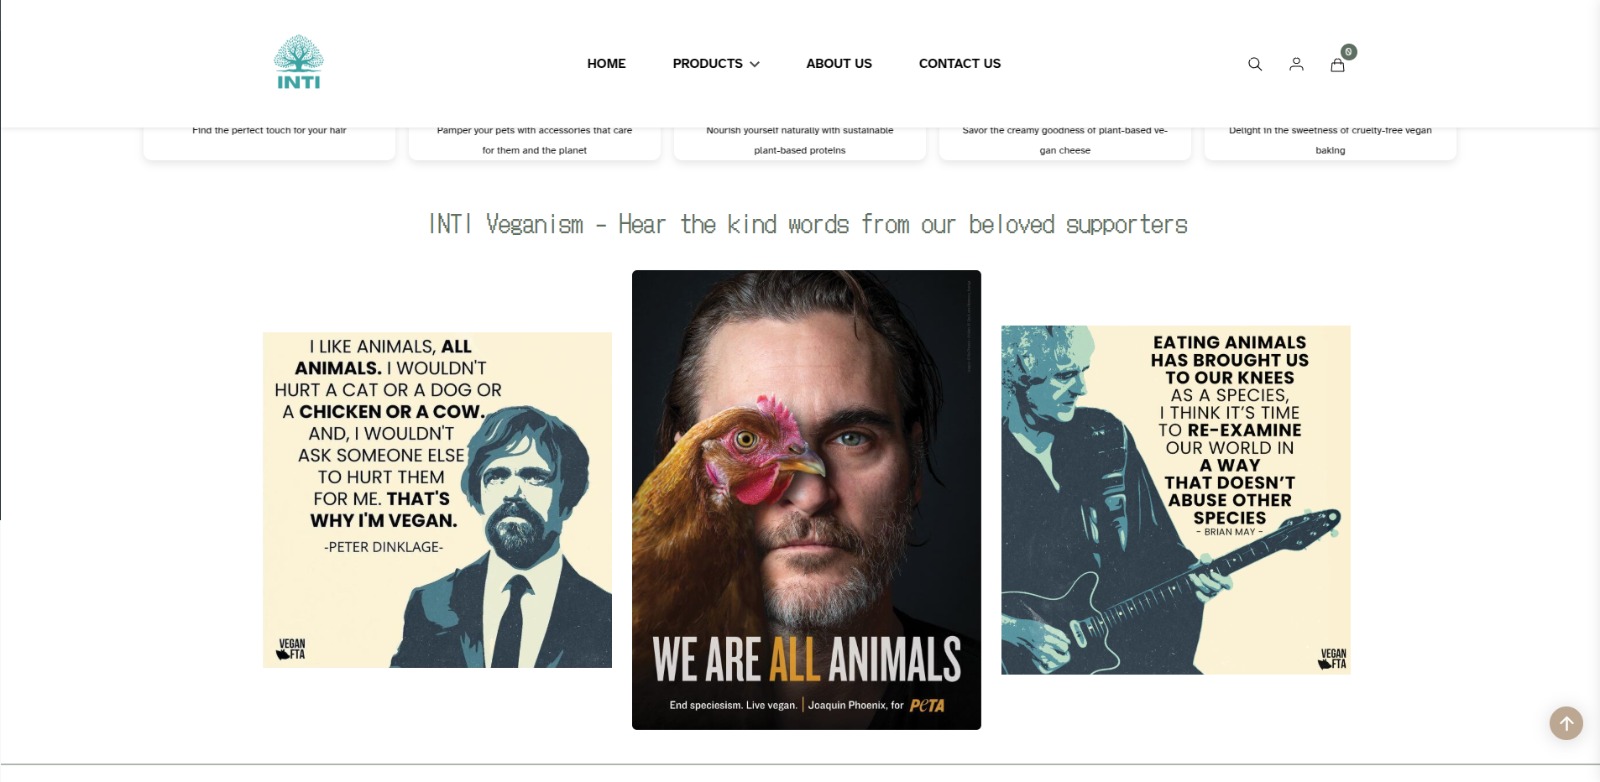 INTI
HOME
PRODUCTS
ABOUT US
CONTACT US
0
Find the perfect touch for your hair
Pamper your pets with accessories that care
for them and the planet
Nourish yourself naturally with sustainable
plant-based proteins
Savor the creamy goodness of plant-based ve-
gan cheese
Delight in the sweetness of cruelty-free vegan
baking
INTI Veganism - Hear the kind words from our beloved supporters
I LIKE ANIMALS, ALL
ANIMALS. I WOULDN'T
HURT A CAT OR A DOG OR
A CHICKEN OR A COW.
AND, I WOULDN'T
ASK SOMEONE ELSE
TO HURT THEM
FOR ME. THAT'S
WHY I'M VEGAN.
-PETER DINKLAGE-
VEGAN
FTA
WE ARE ALL ANIMALS
End speciesism. Live vegan. | Joaquin Phoenix, for PeTA
EATING ANIMALS
HAS BROUGHT US
TO OUR KNEES
AS A SPECIES,
I THINK IT'S TIME
TO RE-EXAMINE
OUR WORLD IN
A WAY
THAT DOESN'T
ABUSE OTHER
SPECIES
- BRIAN MAY -
VEGAN
FTA